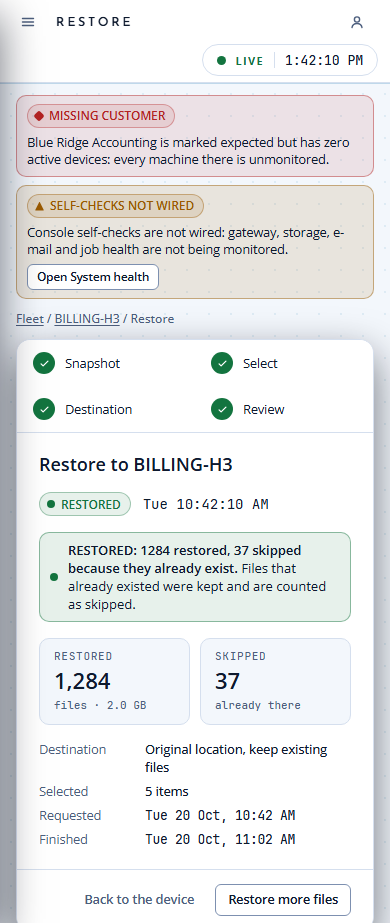 RESTORE
LIVE 1:42:10 PM
MISSING CUSTOMER
Blue Ridge Accounting is marked expected but has zero
active devices: every machine there is unmonitored.
SELF-CHECKS NOT WIRED
Console self-checks are not wired: gateway, storage, e-
mail and job health are not being monitored.
Open System health
Fleet / BILLING-H3 / Restore
Snapshot
Select
Destination
Review
Restore to BILLING-H3
RESTORED Tue 10:42:10 AM
RESTORED: 1284 restored, 37 skipped
because they already exist. Files that
already existed were kept and are counted
as skipped.
RESTORED
1,284
files · 2.0 GB
SKIPPED
37
already there
Destination Original location, keep existing
files
Selected 5 items
Requested Tue 20 Oct, 10:42 AM
Finished Tue 20 Oct, 11:02 AM
Back to the device
Restore more files